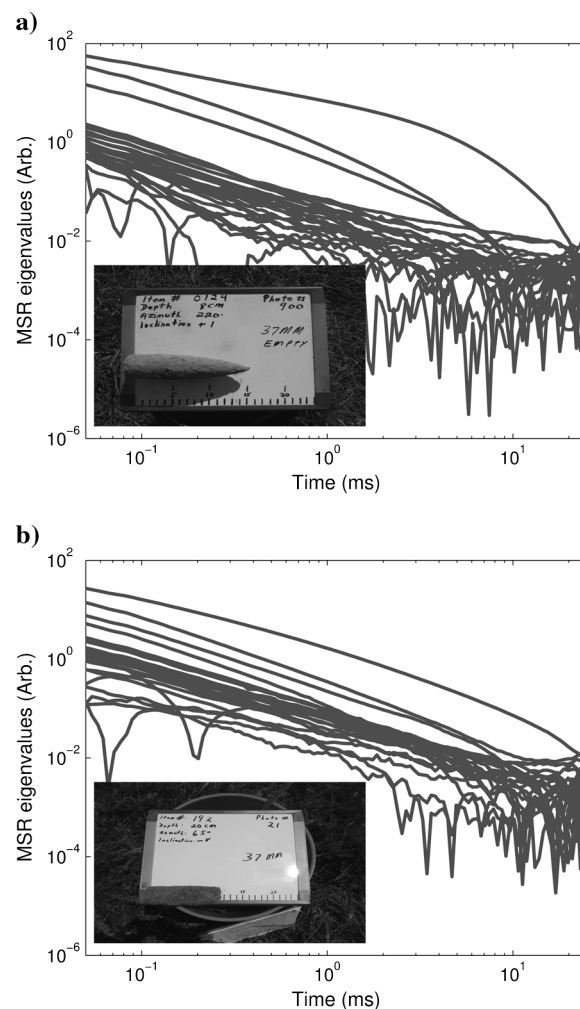 a)
10^2
10^0
10^-2
10^-4
10^-6
MSR eigenvalues (Arb.)
Item # 0124 Photo #
Depth 8cm 900
Azimuth 220-
Inclination +1
37MM
EMPTY
5 10 15 20
10^-1 10^0 10^1
Time (ms)
b)
10^2
10^0
10^-2
10^-4
10^-6
MSR eigenvalues (Arb.)
Item #: 192 Photo #
Depth: 20cm 21
Azimuth: 65°
Inclination:
37 MM
15 20
10^-1 10^0 10^1
Time (ms)